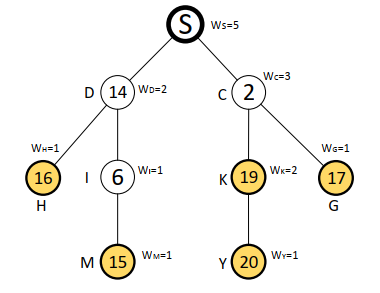 S WS=5
D 14 WD=2
C 2 WC=3
WH=1
16
H
I 6 WI=1
K 19 WK=2
WG=1
17
G
M 15 WM=1
Y 20 WY=1